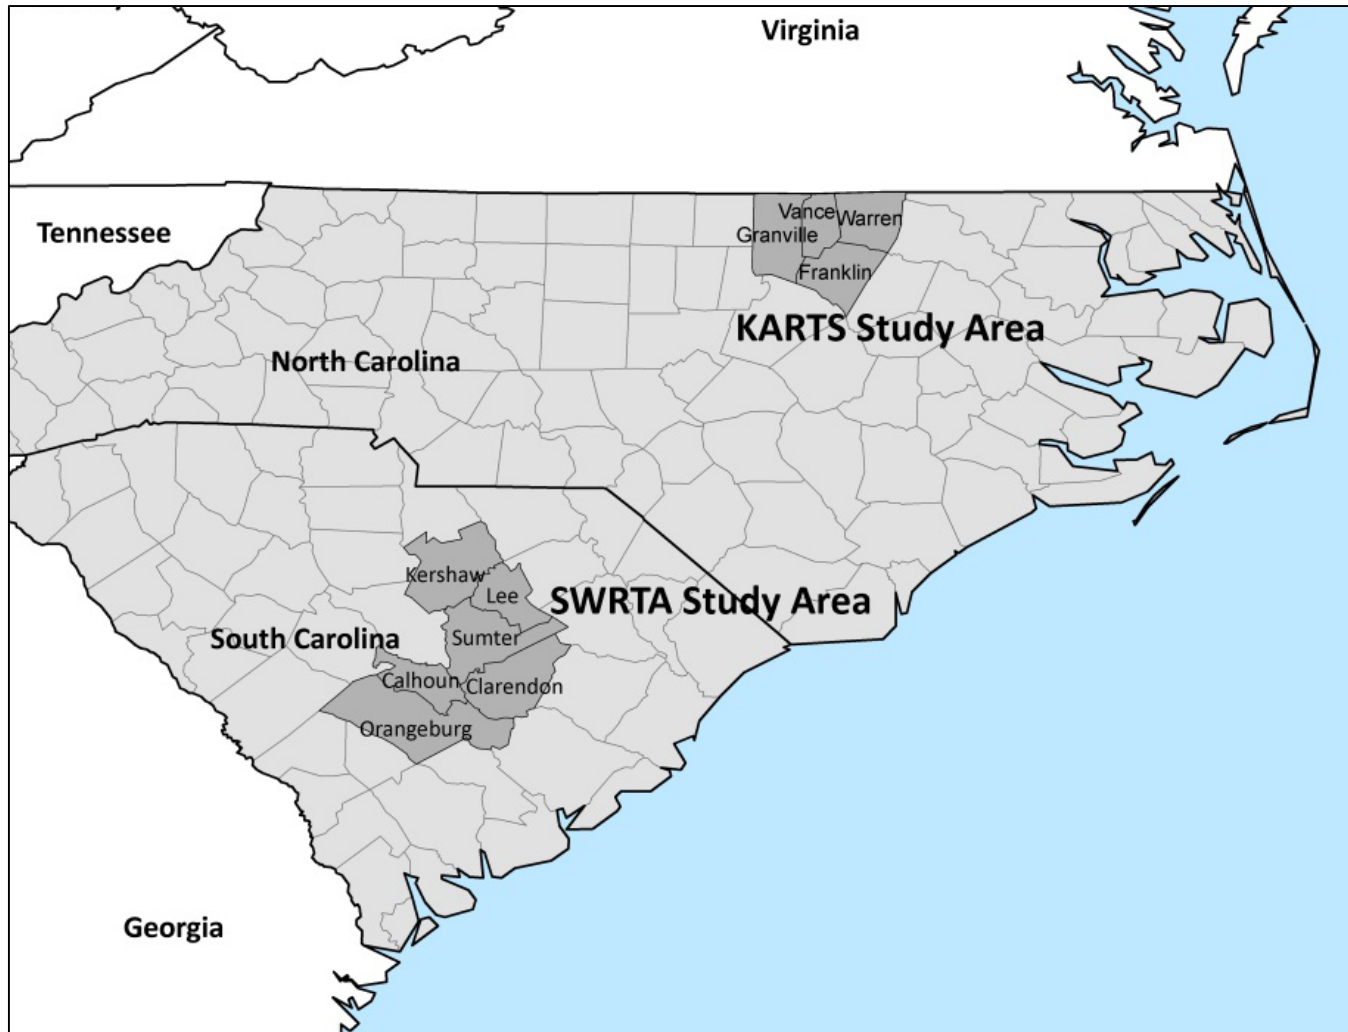 Virginia
Tennessee
Vance
Warren
Granville
Franklin
KARTS Study Area
North Carolina
Kershaw
Lee
SWRTA Study Area
South Carolina
Sumter
Calhoun
Clarendon
Orangeburg
Georgia